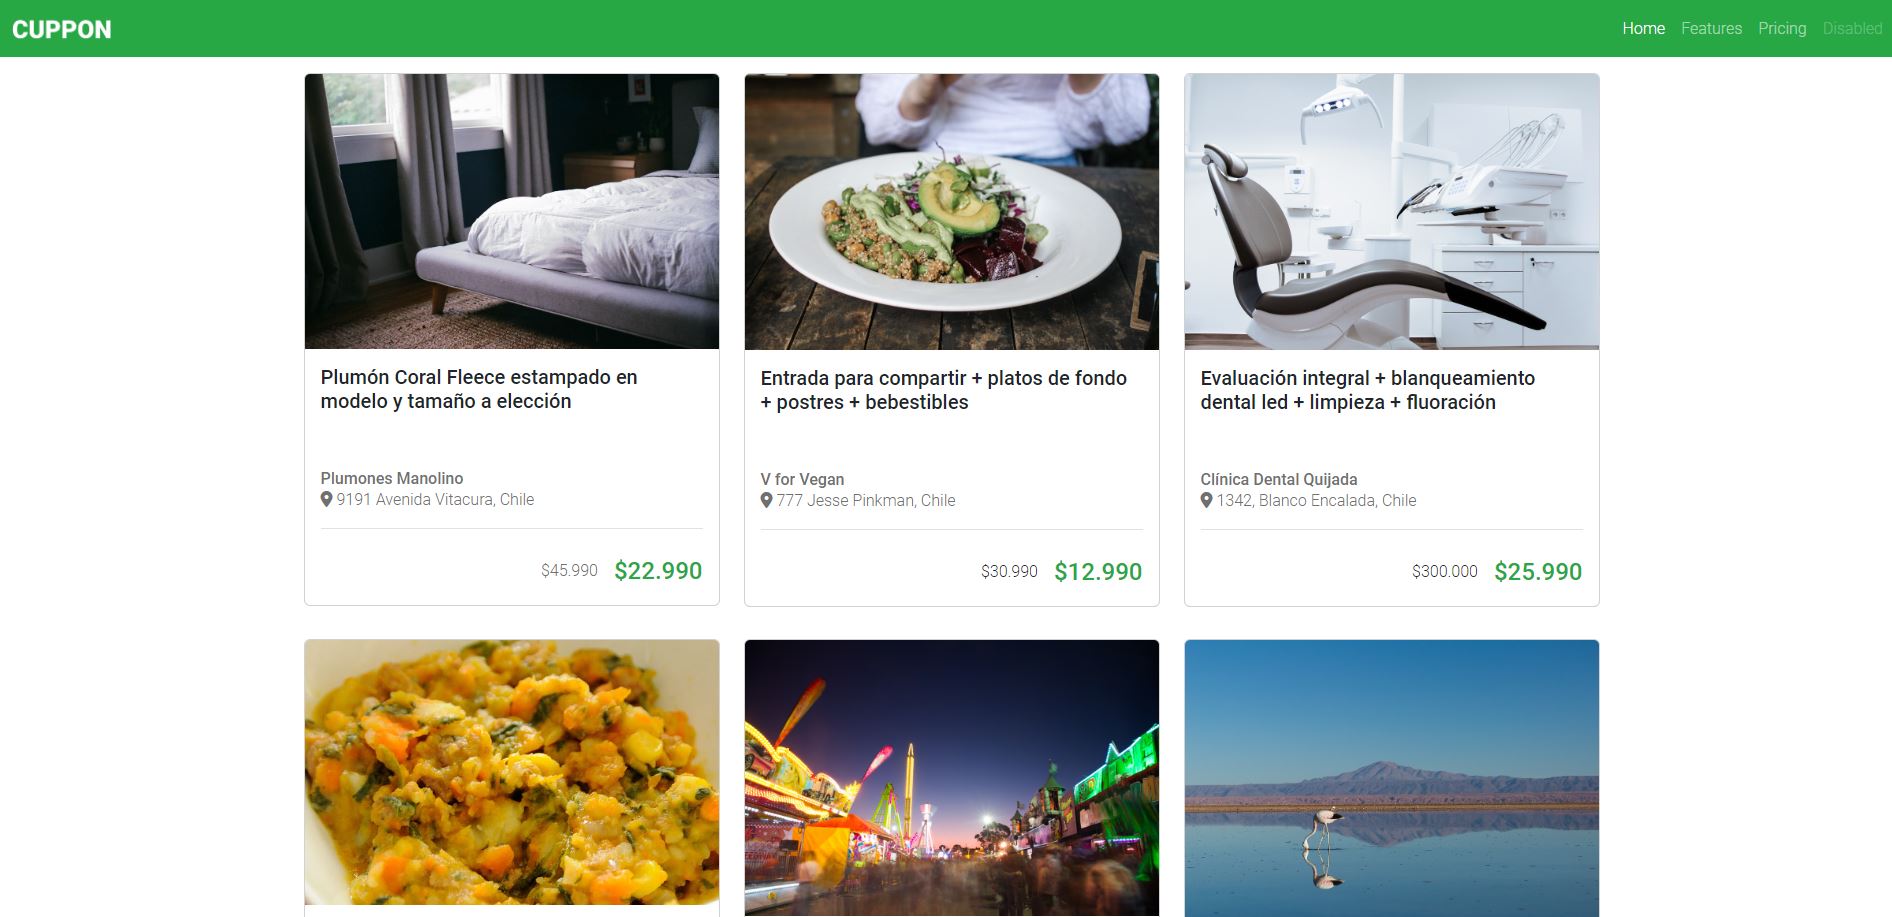 CUPPON
Home Features Pricing Disabled
Plumón Coral Fleece estampado en
modelo y tamaño a elección
Plumones Manolino
9191 Avenida Vitacura, Chile
$45.990 $22.990
Entrada para compartir + platos de fondo
+ postres + bebestibles
V for Vegan
777 Jesse Pinkman, Chile
$30.990 $12.990
Evaluación integral + blanqueamiento
dental led + limpieza + fluoración
Clínica Dental Quijada
1342, Blanco Encalada, Chile
$300.000 $25.990